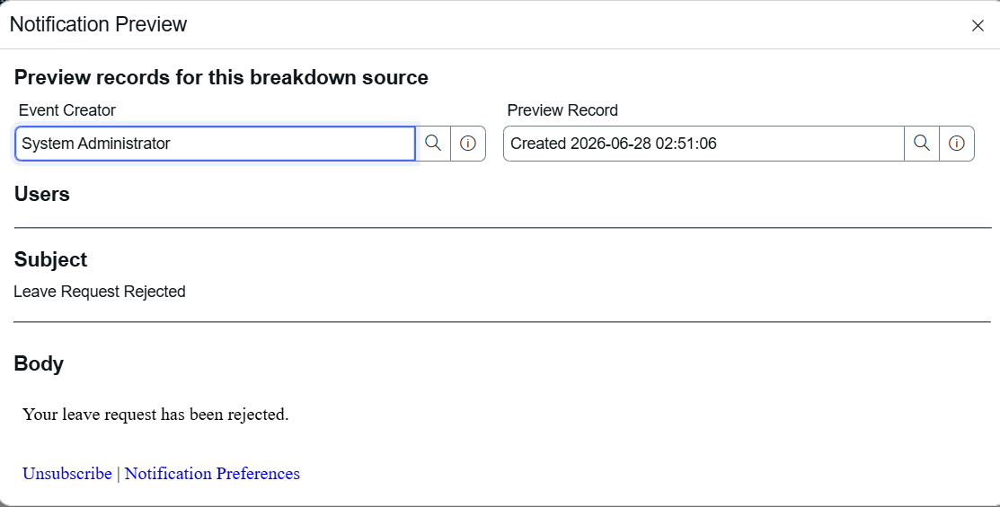 Notification Preview
Preview records for this breakdown source
Event Creator
Preview Record
System Administrator
Created 2026-06-28 02:51:06
Users
Subject
Leave Request Rejected
Body
Your leave request has been rejected.
Unsubscribe | Notification Preferences